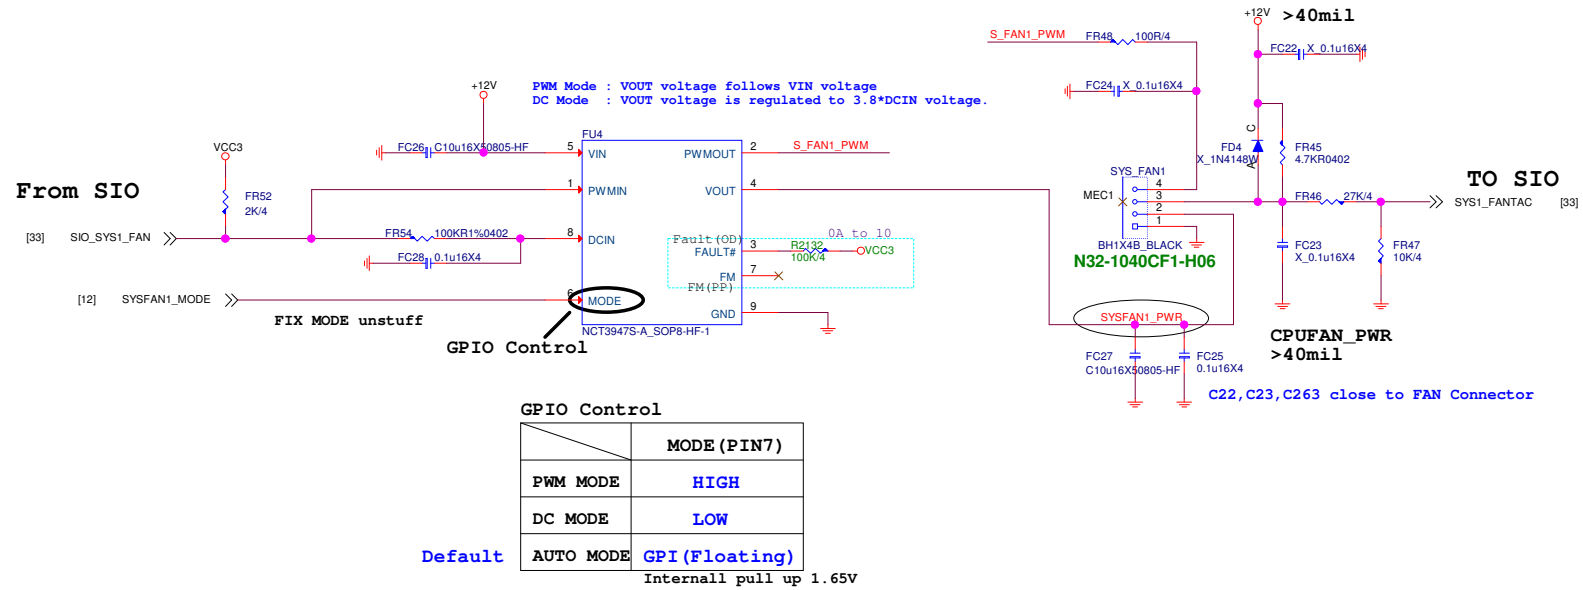 +12V
>40mil
S_FAN1_PWM
FR48
100R/4
FC22
X_0.1u16X4
+12V
PWM Mode : VOUT voltage follows VIN voltage
DC Mode : VOUT voltage is regulated to 3.8*DCIN voltage.
FC24
X_0.1u16X4
FU4
VCC3
FC26
C10u16X50805-HF
5
VIN
PWMOUT
2
S_FAN1_PWM
C
FD4
X_1N4148W
A
FR45
4.7KR0402
From SIO
FR52
2K/4
1
PWMIN
VOUT
4
SYS_FAN1
MEC1
4
3
2
1
FR46
27K/4
TO SIO
SYS1_FANTAC
[33]
[33]
SIO_SYS1_FAN
FR54
100KR1%0402
8
DCIN
Fault(OD)
FAULT#
3
R2132
100K/4
0A to 10
VCC3
BH1X4B_BLACK
N32-1040CF1-H06
FC23
X_0.1u16X4
FR47
10K/4
FC28
0.1u16X4
FM
7
FM(PP)
[12]
SYSFAN1_MODE
6
MODE
GND
9
FIX MODE unstuff
NCT3947S-A_SOP8-HF-1
GPIO Control
SYSFAN1_PWR
CPUFAN_PWR
>40mil
FC27
C10u16X50805-HF
FC25
0.1u16X4
C22,C23,C263 close to FAN Connector
GPIO Control
MODE(PIN7)
PWM MODE
HIGH
DC MODE
LOW
Default
AUTO MODE
GPI(Floating)
Internall pull up 1.65V